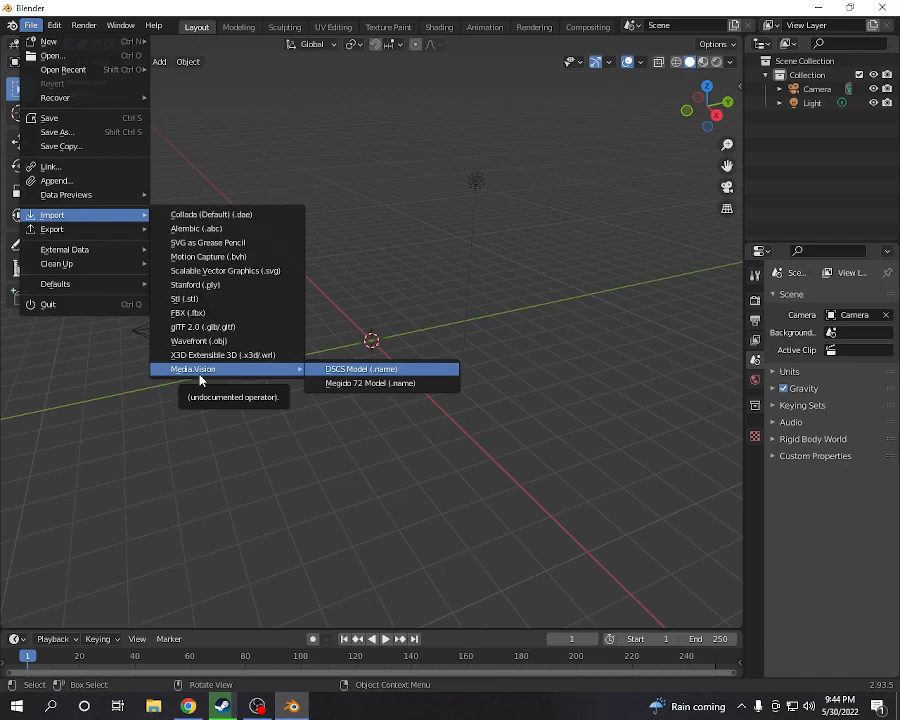 Blender
File Edit Render Window Help Layout Modeling Sculpting UV Editing Texture Paint Shading Animation Rendering Compositing Scene View Layer
Global Options
Add Object
New Ctrl N
Open... Ctrl O
Open Recent Shift Ctrl O
Revert
Recover
Save Ctrl S
Save As... Shift Ctrl S
Save Copy...
Link...
Append...
Data Previews
Import
Export
External Data
Clean Up
Defaults
Quit Ctrl Q
Collada (Default) (.dae)
Alembic (.abc)
SVG as Grease Pencil
Motion Capture (.bvh)
Scalable Vector Graphics (.svg)
Stanford (.ply)
Stl (.stl)
FBX (.fbx)
glTF 2.0 (.glb/.gltf)
Wavefront (.obj)
X3D Extensible 3D (.x3d/.wrl)
Media.Vision
DSCS Model (.name)
Megido 72 Model (.name)
(undocumented operator).
Z
Y
X
Scene Collection
Collection
Camera
Light
Sce... View L...
Scene
Camera Camera
Background...
Active Clip
Units
Gravity
Keying Sets
Audio
Rigid Body World
Custom Properties
Playback Keying View Marker 1 Start 1 End 250
1 20 40 60 80 100 120 140 160 180 200 220 240
Select Box Select Rotate View Object Context Menu 2.93.5
Rain coming 9:44 PM
5/30/2022
1